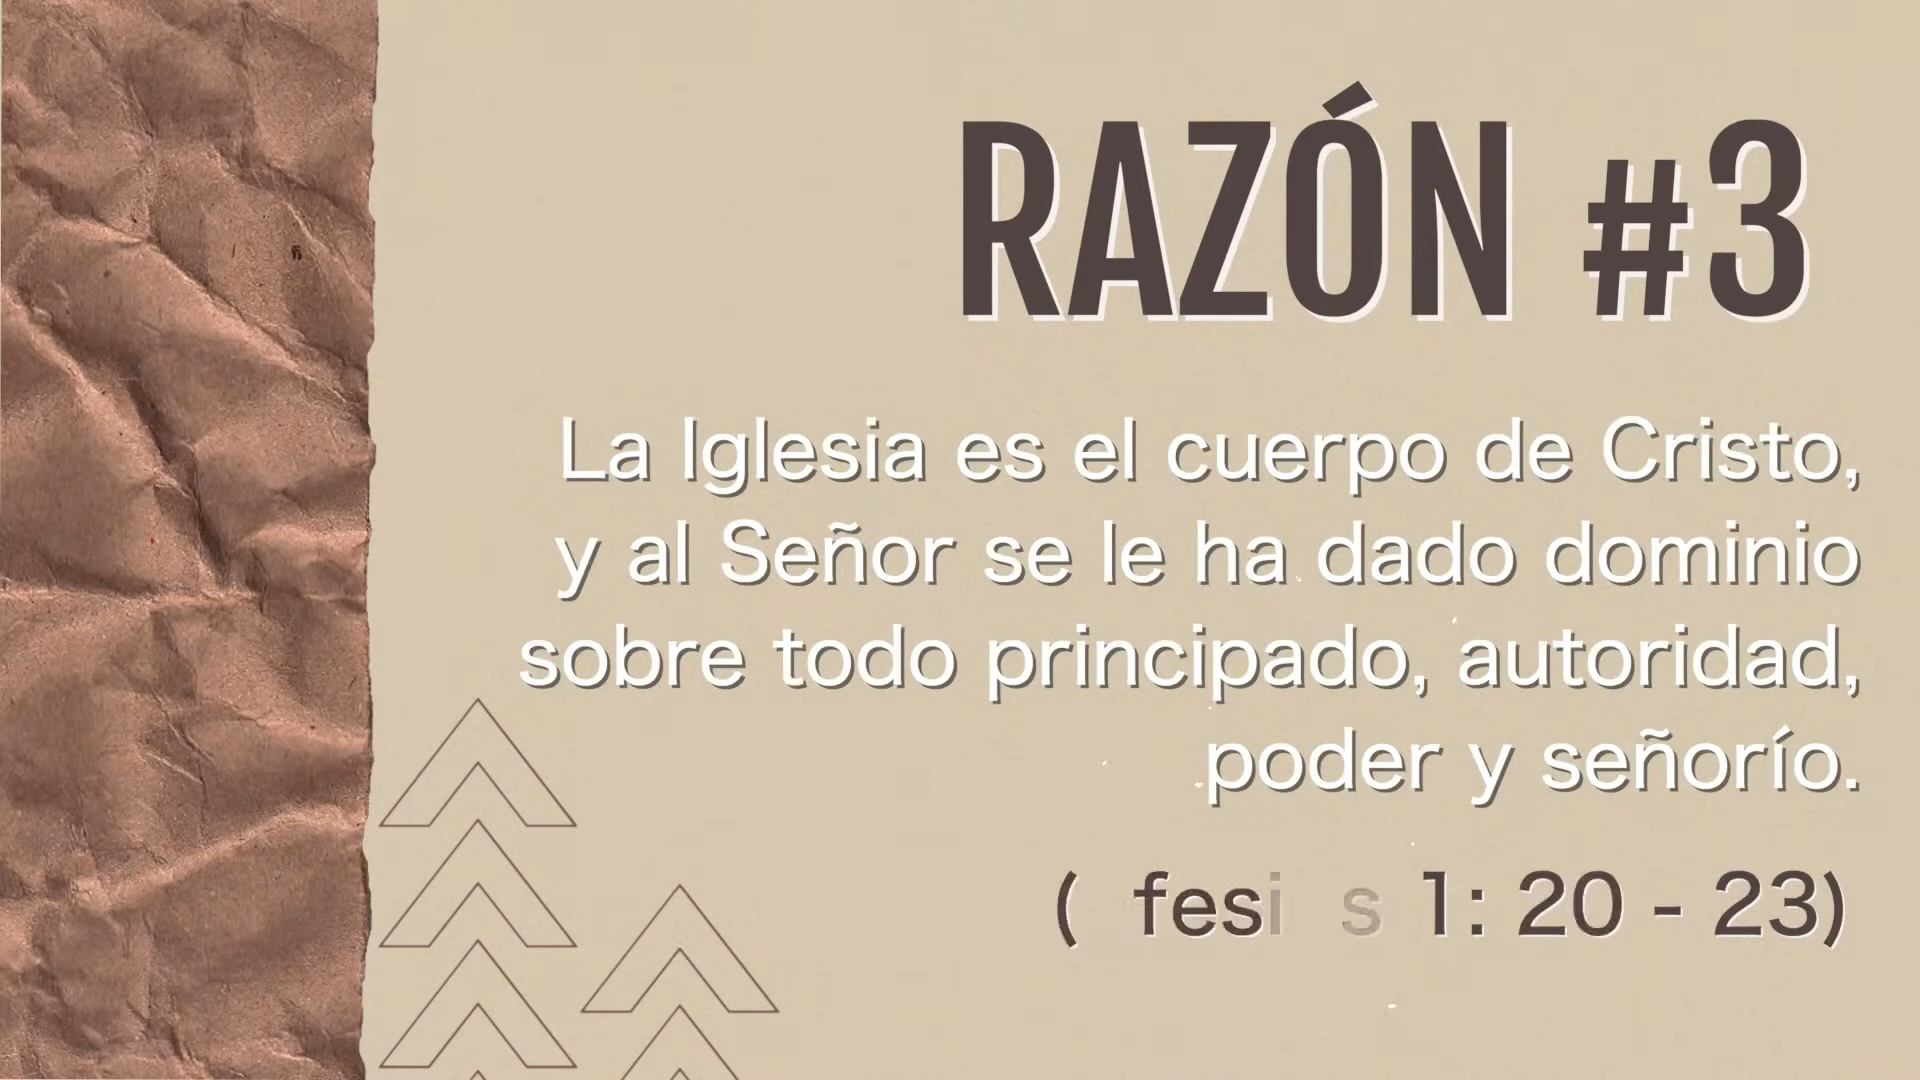 RAZÓN #3
La Iglesia es el cuerpo de Cristo,
y al Señor se le ha dado dominio
sobre todo principado, autoridad,
poder y señorío.
( fesi s 1: 20 - 23)